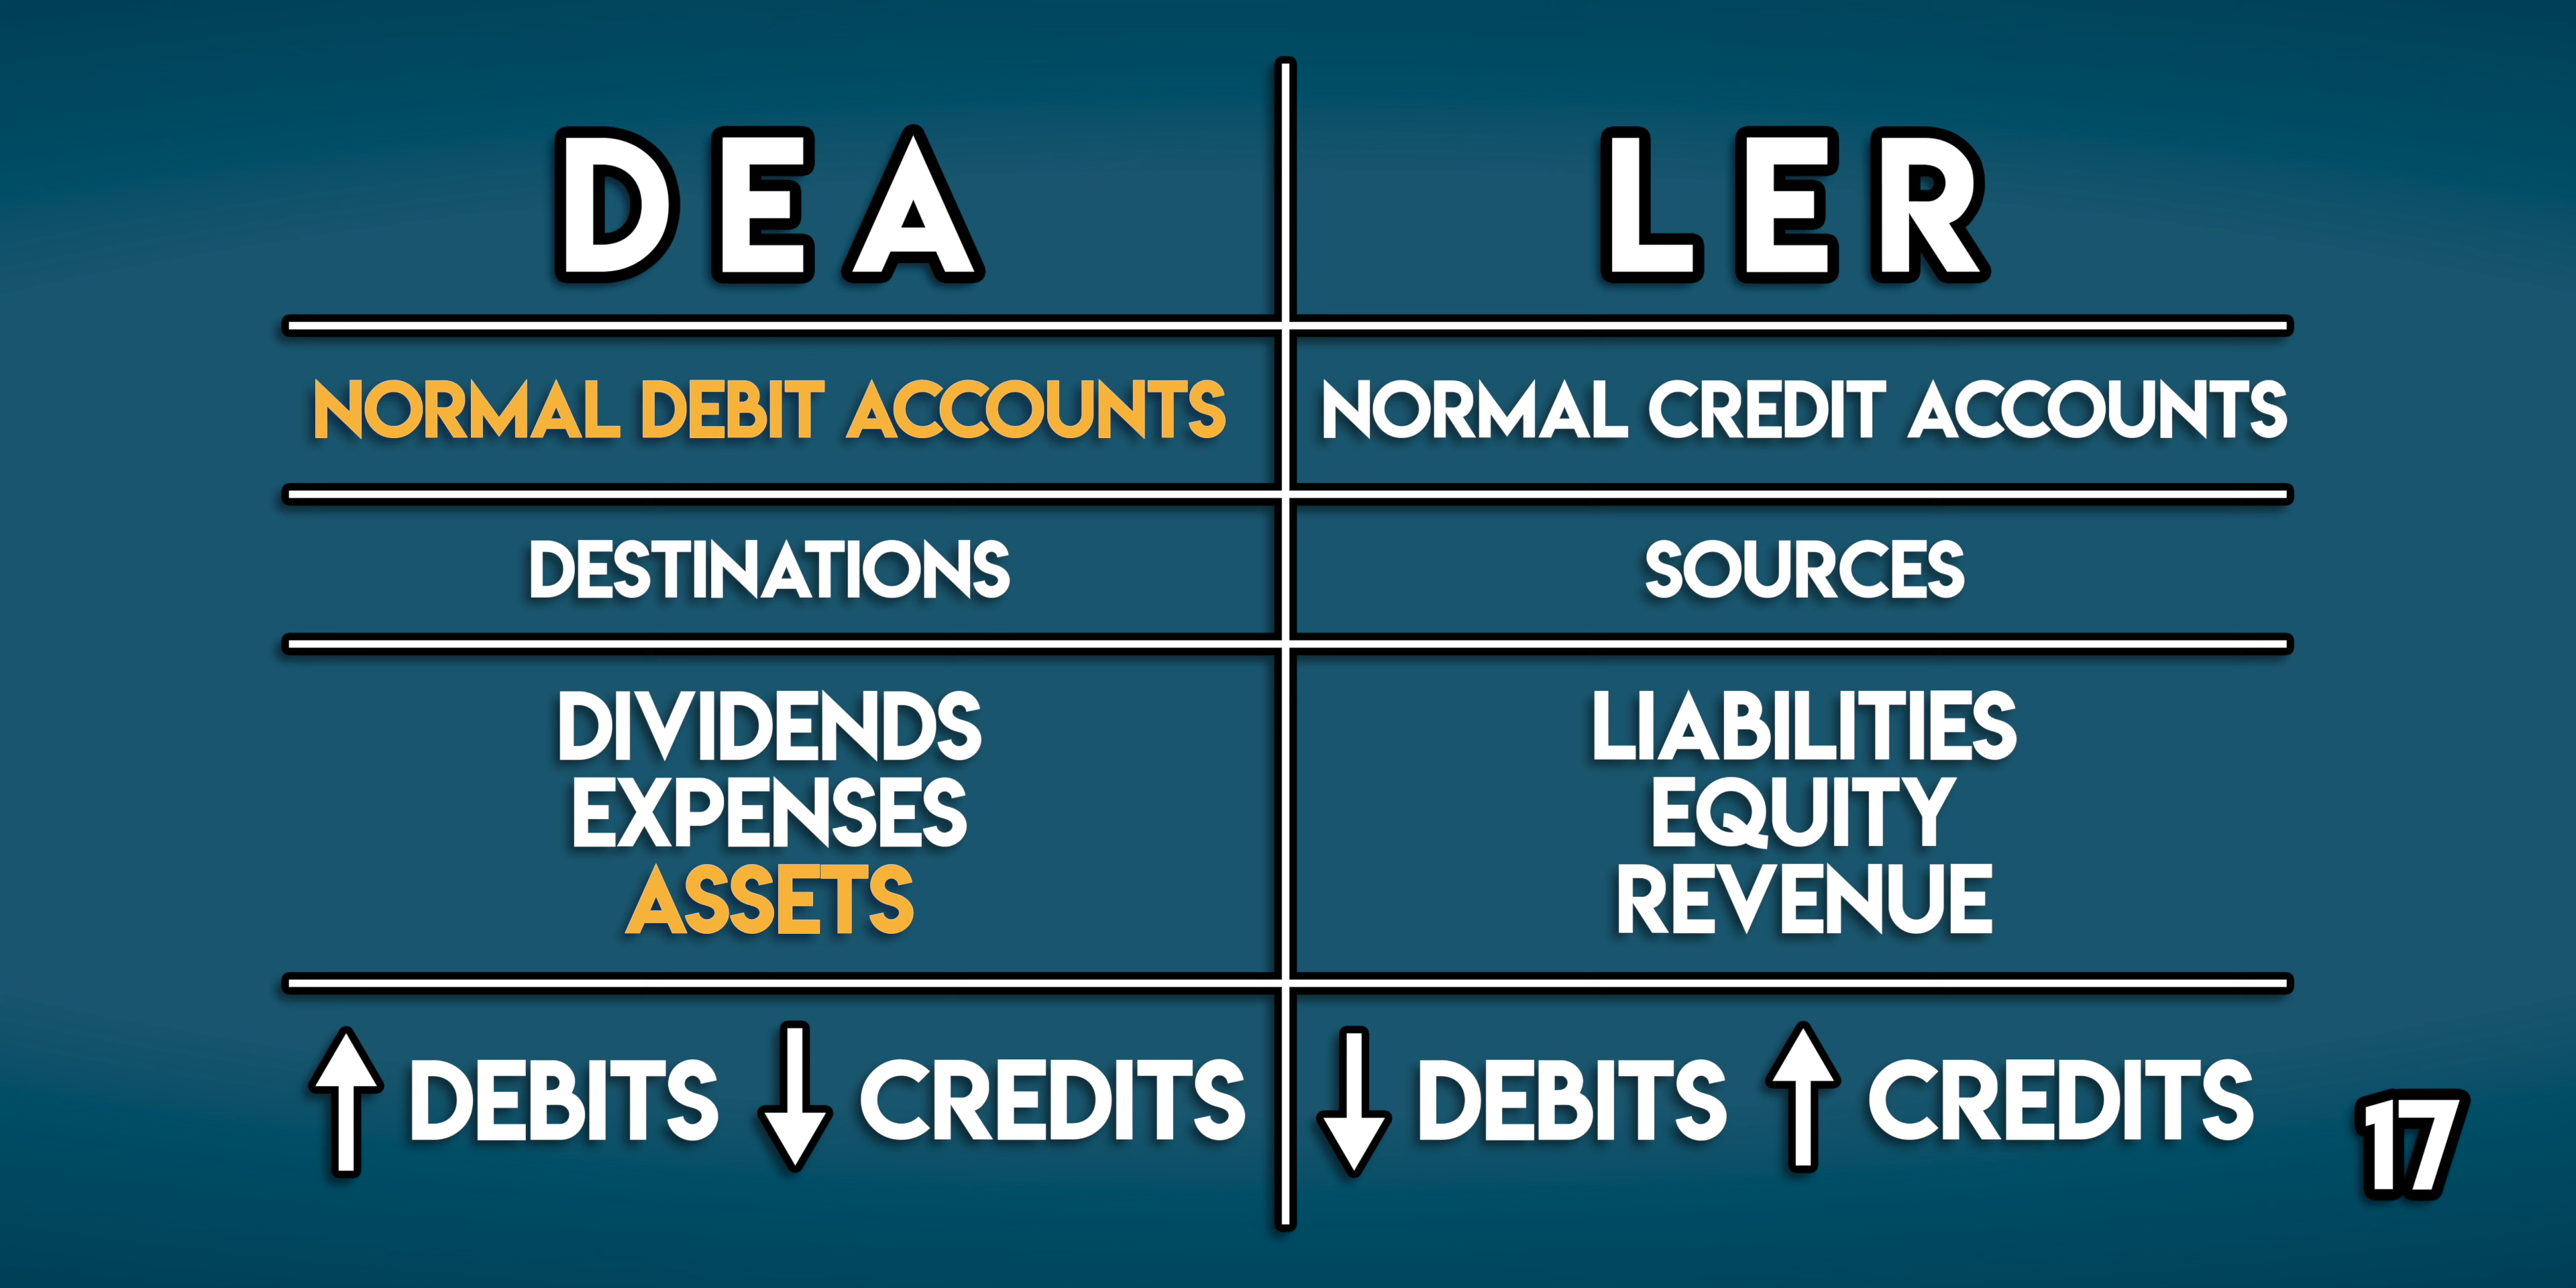 DEA
LER
NORMAL DEBIT ACCOUNTS
NORMAL CREDIT ACCOUNTS
DESTINATIONS
SOURCES
DIVIDENDS
EXPENSES
ASSETS
LIABILITIES
EQUITY
REVENUE
DEBITS CREDITS
DEBITS CREDITS
17